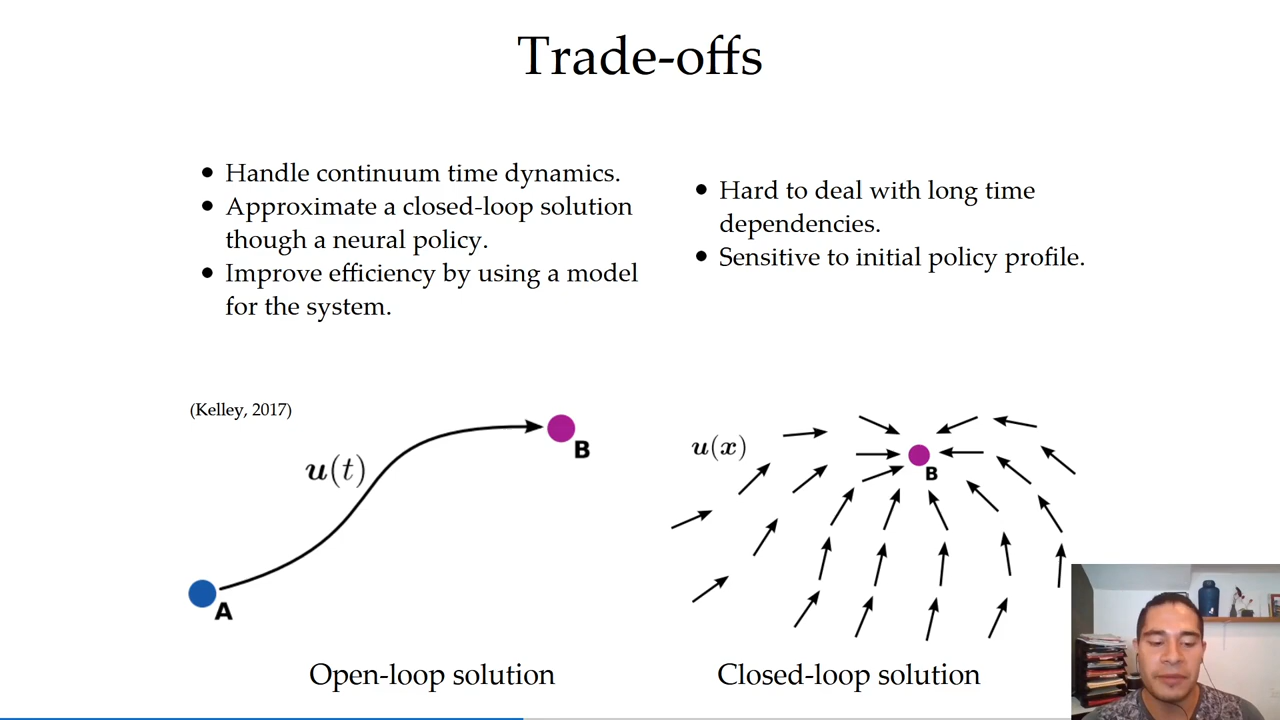 Trade-offs
• Handle continuum time dynamics.
• Approximate a closed-loop solution
though a neural policy.
• Improve efficiency by using a model
for the system.
• Hard to deal with long time
dependencies.
• Sensitive to initial policy profile.
(Kelley, 2017)
u(t)
A
B
Open-loop solution
u(x)
B
Closed-loop solution